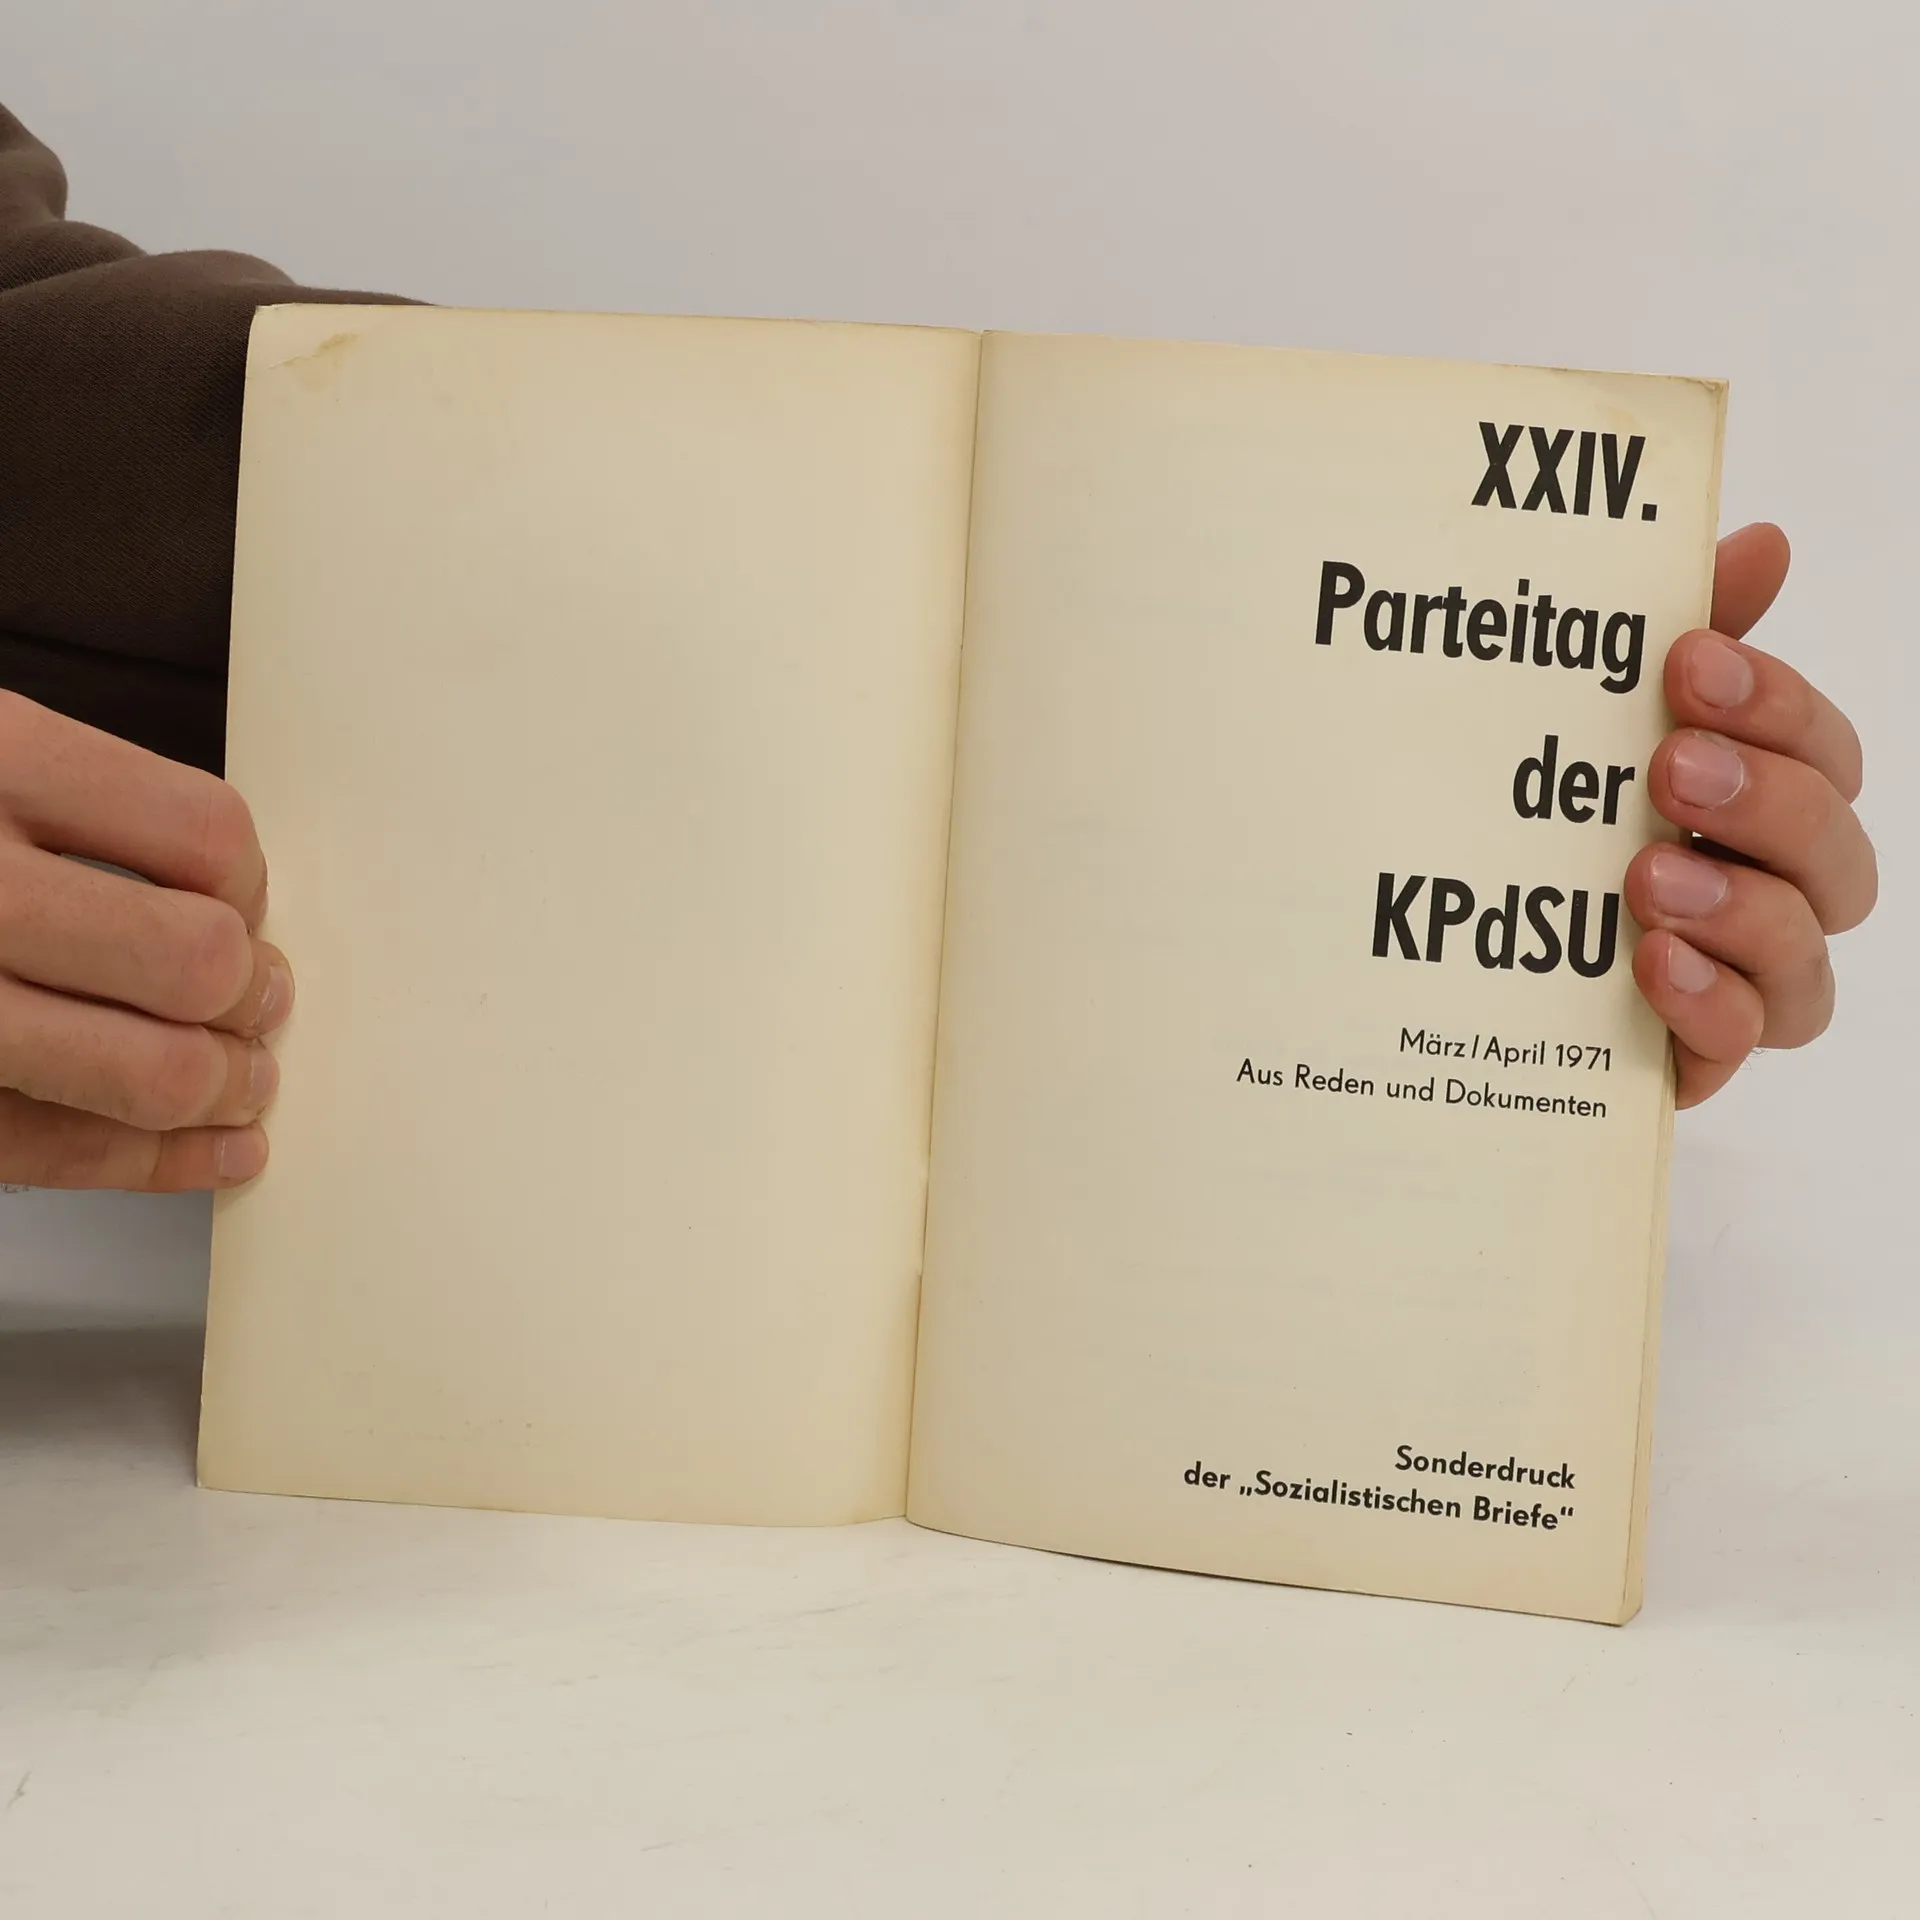 XXIV.
Parteitag
der
KPdSU
März/April 1971
Aus Reden und Dokumenten
Sonderdruck
der „Sozialistischen Briefe“